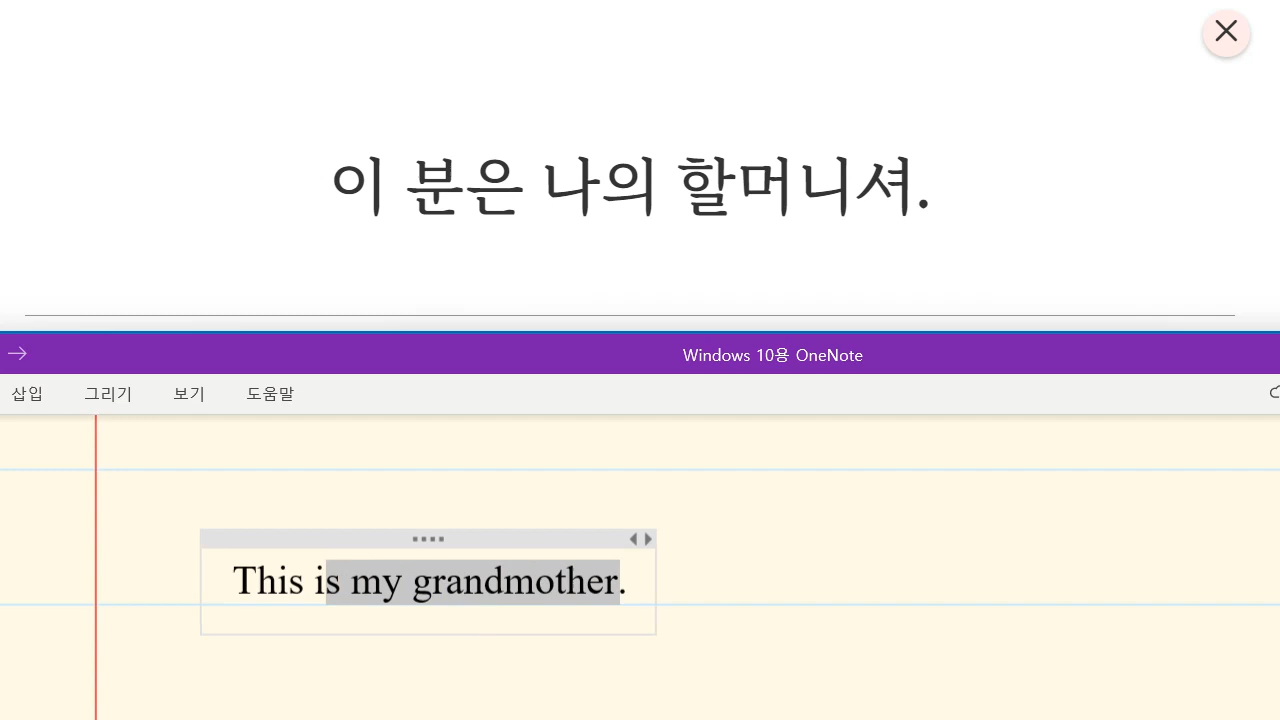 이 분은 나의 할머니셔.
Windows 10용 OneNote
삽입 그리기 보기 도움말
This is my grandmother.